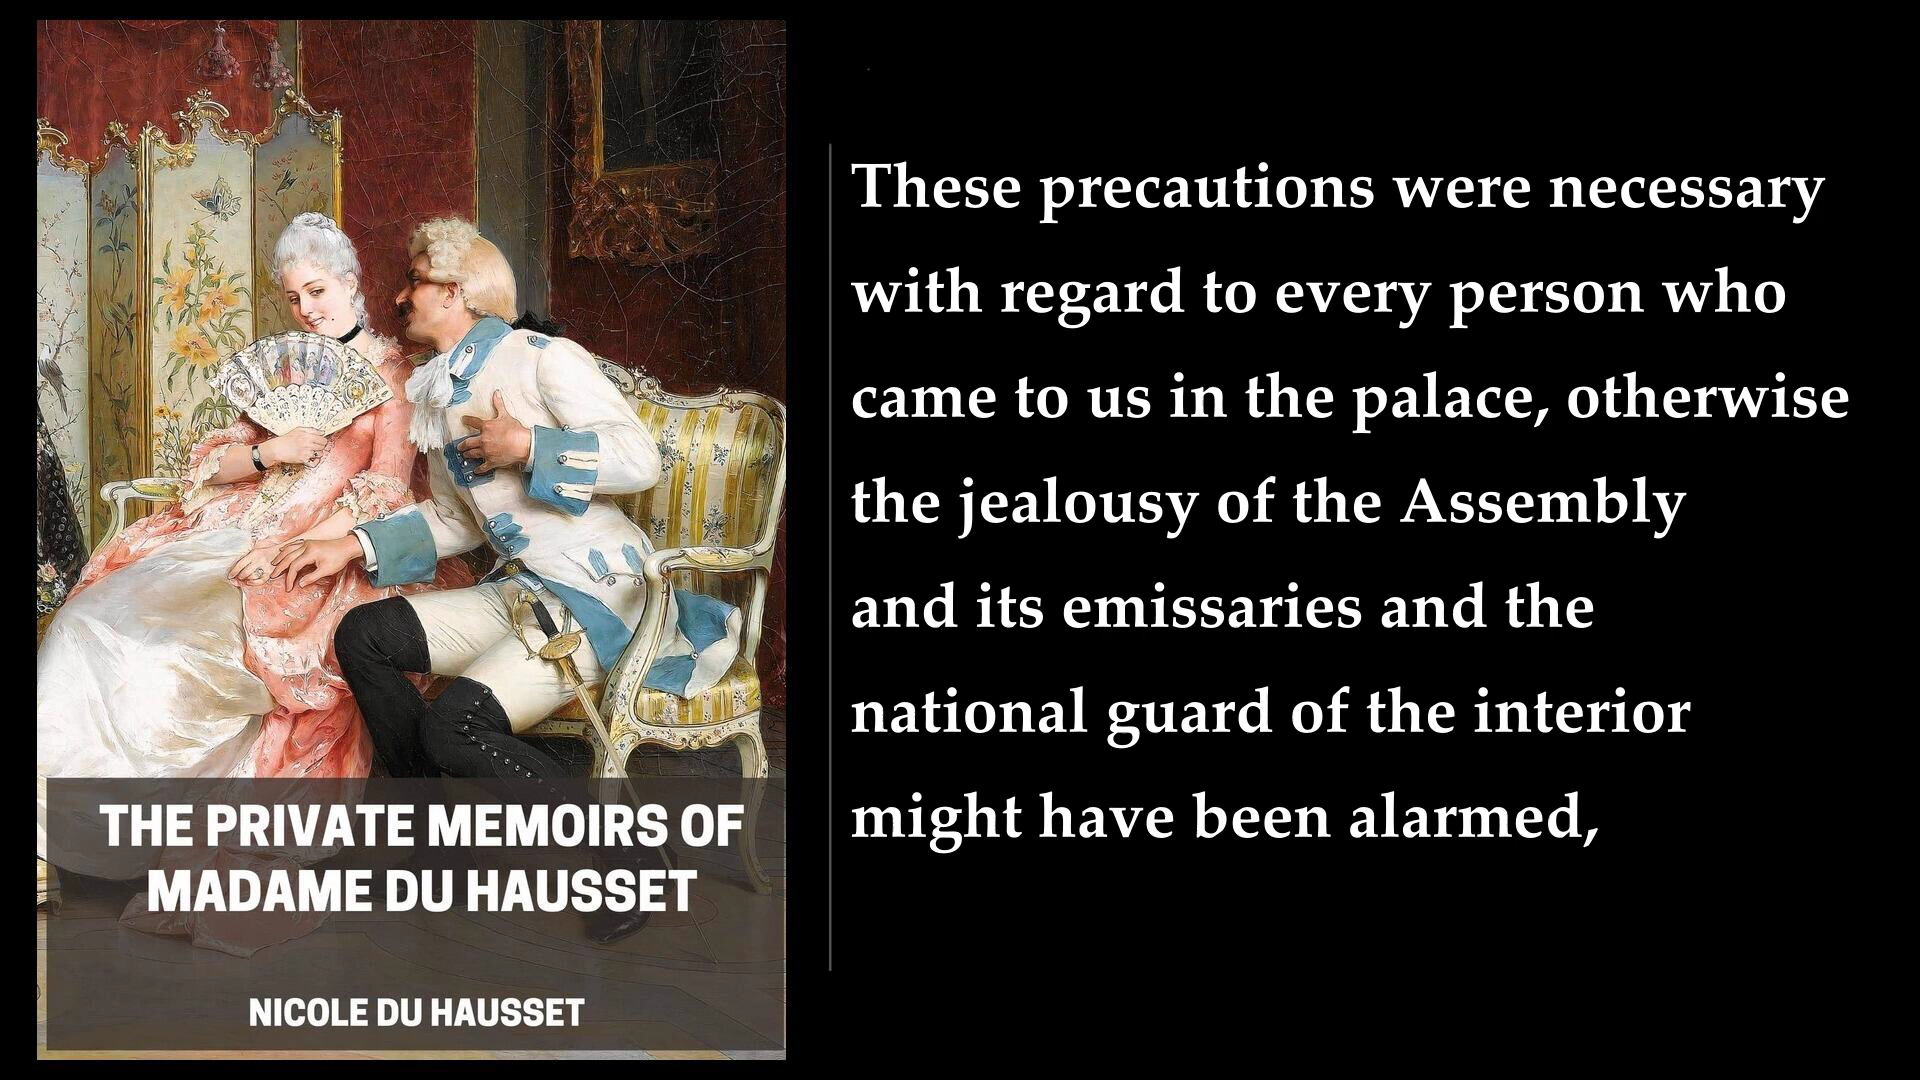 THE PRIVATE MEMOIRS OF
MADAME DU HAUSSET
NICOLE DU HAUSSET
These precautions were necessary
with regard to every person who
came to us in the palace, otherwise
the jealousy of the Assembly
and its emissaries and the
national guard of the interior
might have been alarmed,